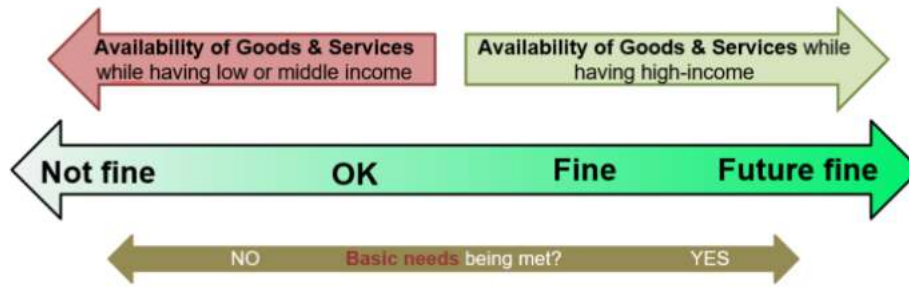 Availability of Goods & Services
while having low or middle income
Availability of Goods & Services while
having high-income
Not fine OK Fine Future fine
NO Basic needs being met? YES